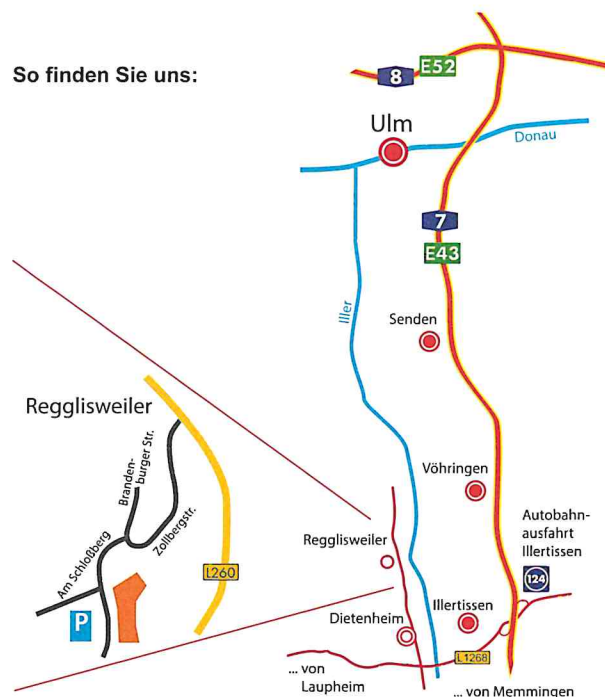 So finden Sie uns:
8
E52
Ulm
Donau
7
E43
Iller
Senden
Regglisweiler
Branden-
burger Str.
Zollbergstr.
Am Schloßberg
L260
P
Vöhringen
Autobahn-
ausfahrt
Illertissen
124
Regglisweiler
Dietenheim
Illertissen
L1268
... von
Laupheim
... von Memmingen